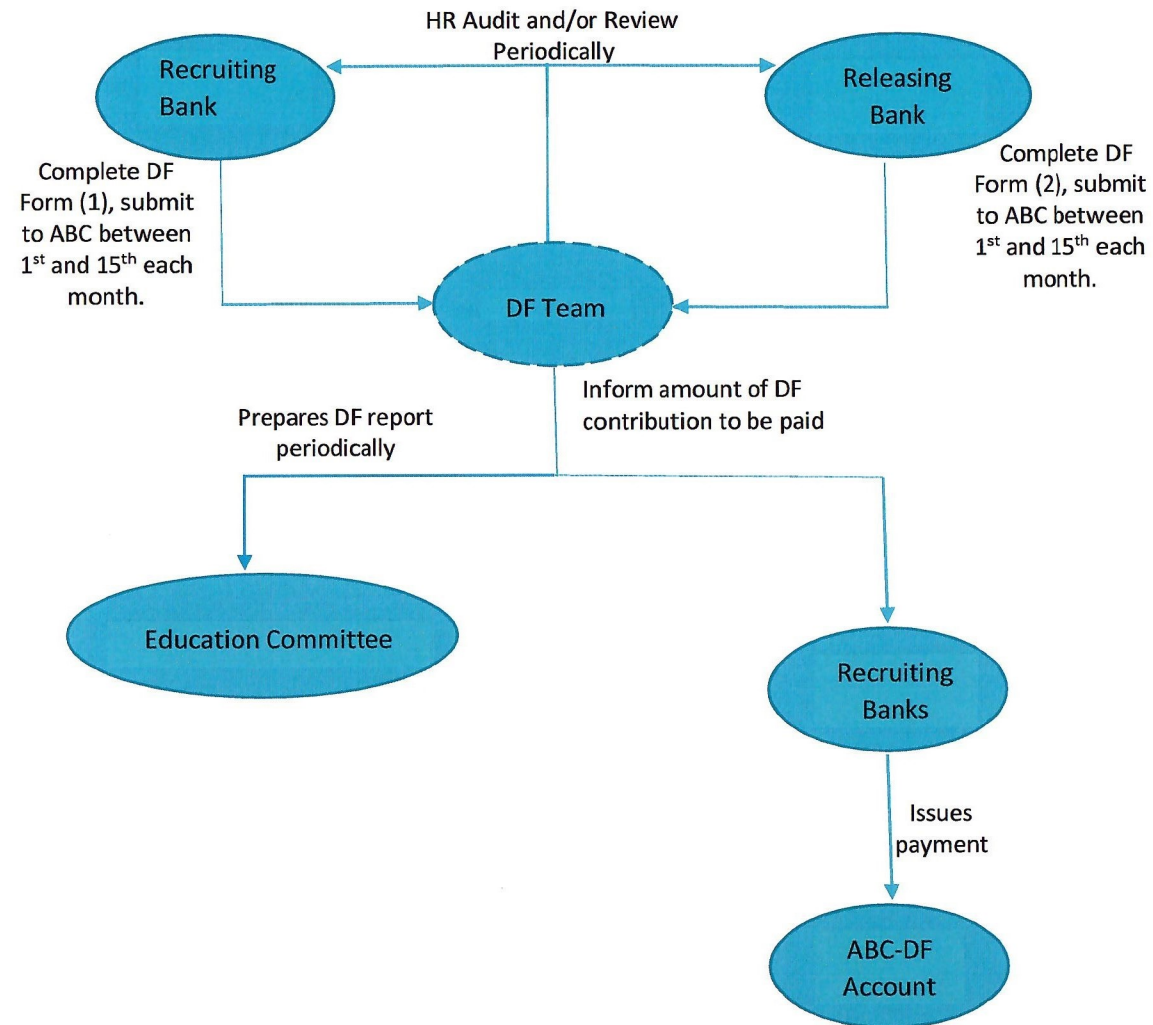 HR Audit and/or Review
Periodically
Recruiting
Bank
Releasing
Bank
Complete DF
Form (1), submit
to ABC between
1st and 15th each
month.
Complete DF
Form (2), submit
to ABC between
1st and 15th each
month.
DF Team
Inform amount of DF
contribution to be paid
Prepares DF report
periodically
Education Committee
Recruiting
Banks
Issues
payment
ABC-DF
Account